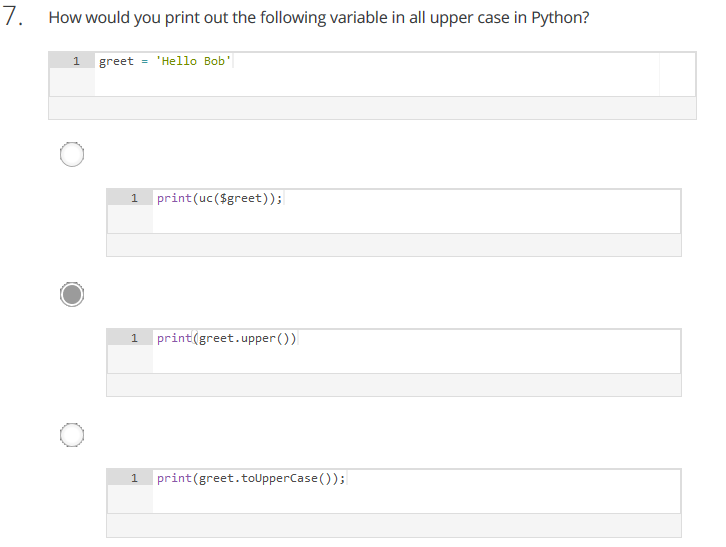 7. How would you print out the following variable in all upper case in Python?
1 greet = 'Hello Bob'
1 print(uc($greet));
1 print(greet.upper())
1 print(greet.toUpperCase());